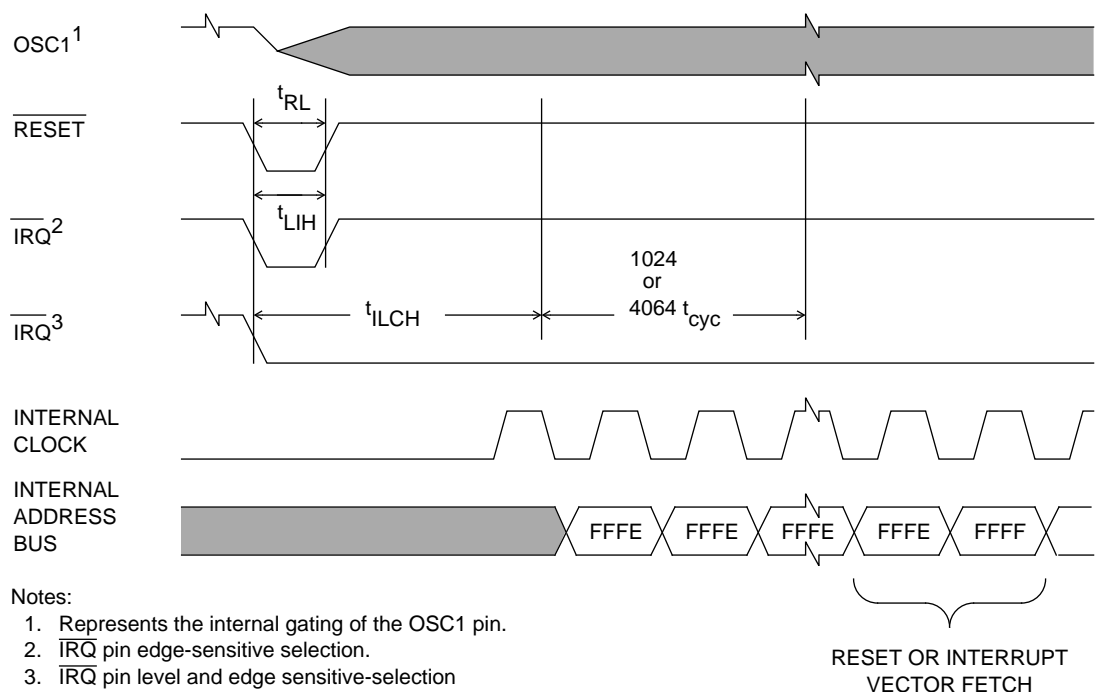 OSC1¹
t_RL
RESET
t_LIH
IRQ²
1024
or
4064 t_cyc
t_ILCH
IRQ³
INTERNAL
CLOCK
INTERNAL
ADDRESS
BUS
FFFE FFFE FFFE FFFE FFFF
Notes:
1. Represents the internal gating of the OSC1 pin.
2. IRQ pin edge-sensitive selection.
3. IRQ pin level and edge sensitive-selection
RESET OR INTERRUPT
VECTOR FETCH